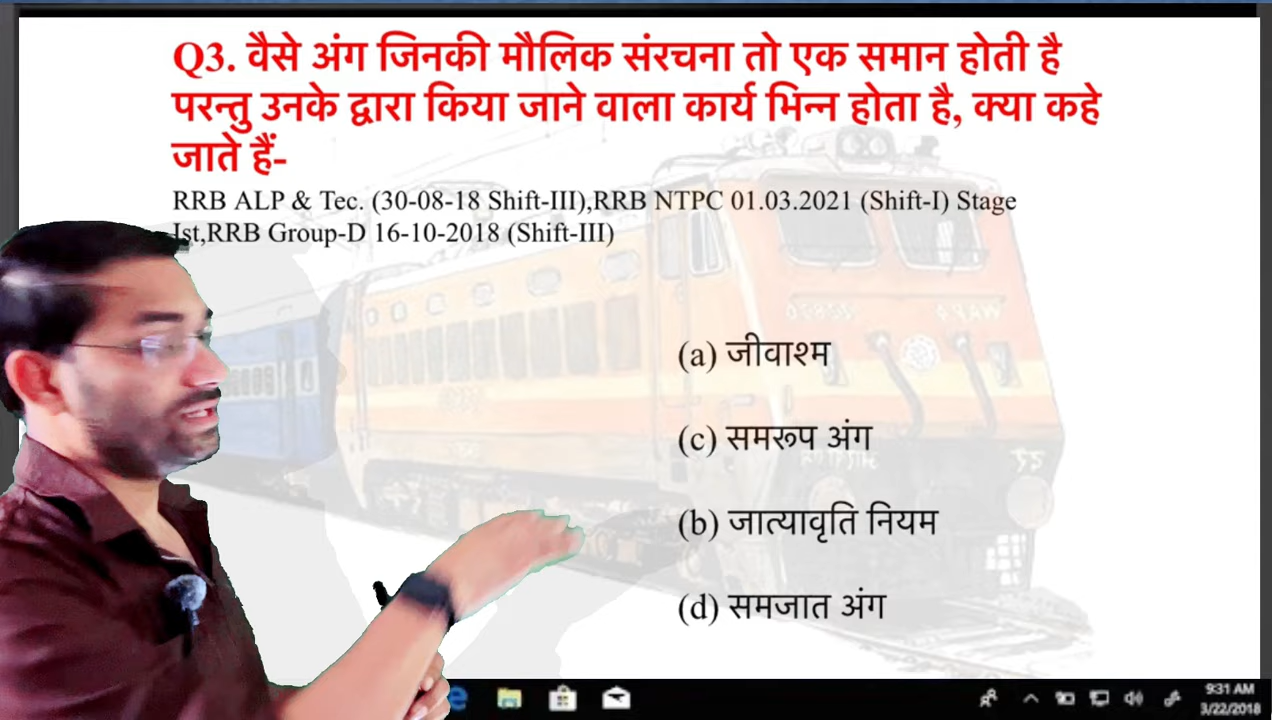 Q3. वैसे अंग जिनकी मौलिक संरचना तो एक समान होती है
परन्तु उनके द्वारा किया जाने वाला कार्य भिन्न होता है, क्या कहे
जाते हैं-
RRB ALP & Tec. (30-08-18 Shift-III),RRB NTPC 01.03.2021 (Shift-I) Stage
Ist,RRB Group-D 16-10-2018 (Shift-III)
(a) जीवाश्म
(c) समरूप अंग
(b) जात्यावृति नियम
(d) समजात अंग
9:31 AM
3/22/2018